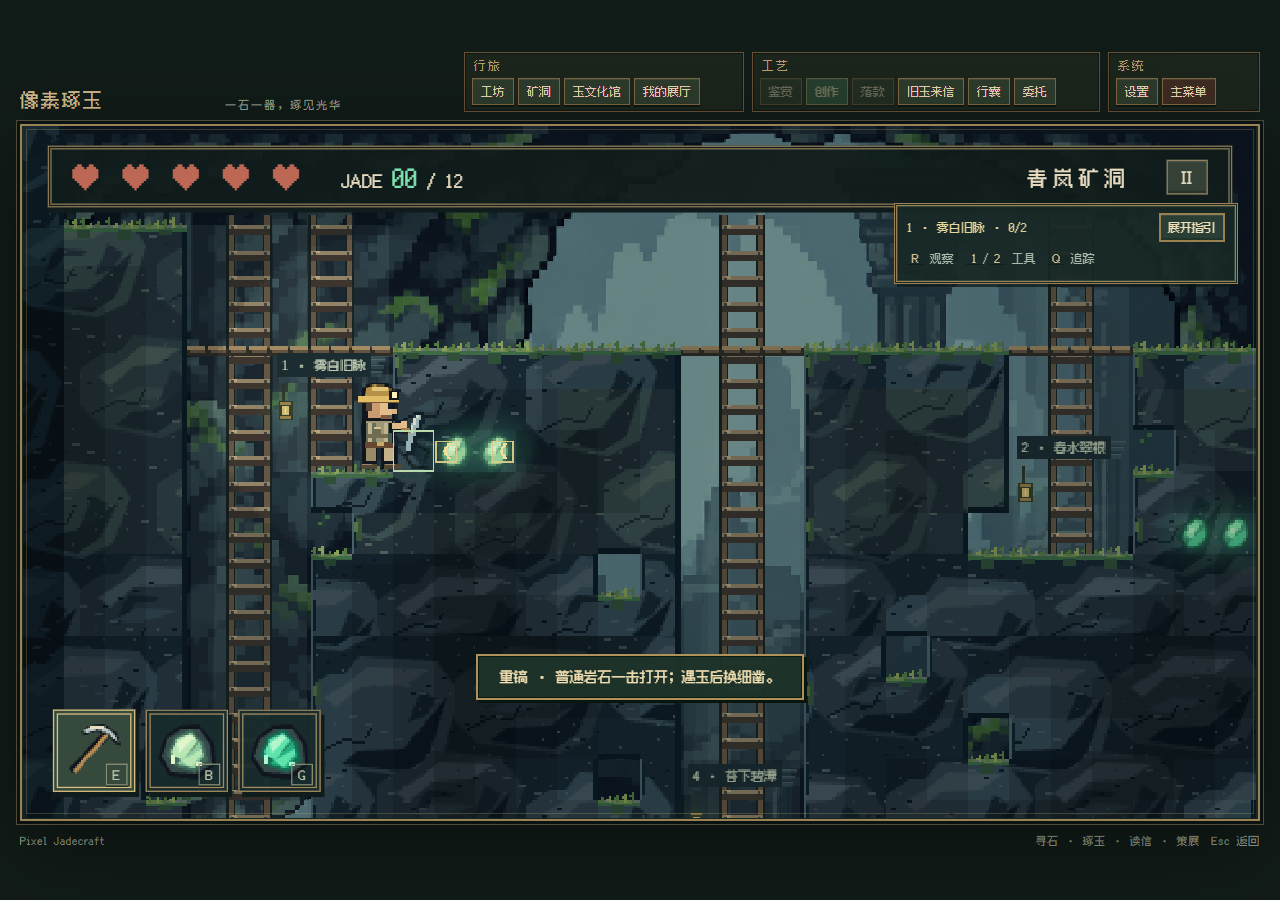 像素琢玉
一石一器，琢见光华
行旅
工坊 矿洞 玉文化馆 我的展厅
工艺
鉴赏 创作 落款 旧玉来信 行囊 委托
系统
设置 主菜单
JADE 00 / 12
青岚矿洞
II
1 · 雾白旧脉 · 0/2
展开指引
R 观察 1/2 工具 Q 追踪
1 · 雾白旧脉
2 · 春水翠根
重镐 · 普通岩石一击打开；遇玉后换细凿。
4 · 苔下碧潭
E
B
G
Pixel Jadecraft
寻石 · 琢玉 · 读信 · 策展 Esc 返回